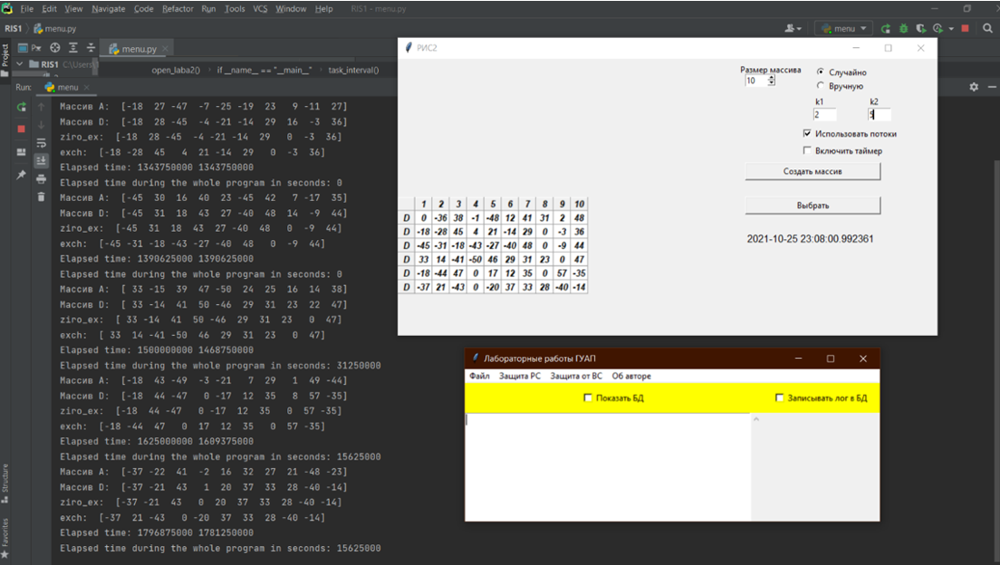 File Edit View Navigate Code Refactor Run Tools VCS Window Help RIS1 - menu.py
RIS1 menu.py menu
Project
menu.py
RIS1 C:\Users\
open_laba2() if __name__ == "__main__" task_interval()
Run: menu
Массив A: [-18 27 -47 -7 -25 -19 23 9 -11 27]
Массив D: [-18 28 -45 -4 -21 -14 29 16 -3 36]
ziro_ex: [-18 28 -45 -4 -21 -14 29 0 -3 36]
exch: [-18 -28 45 4 21 -14 29 0 -3 36]
Elapsed time: 1343750000 1343750000
Elapsed time during the whole program in seconds: 0
Массив A: [-45 30 16 40 23 -45 42 7 -17 35]
Массив D: [-45 31 18 43 27 -40 48 14 -9 44]
ziro_ex: [-45 31 18 43 27 -40 48 0 -9 44]
exch: [-45 -31 -18 -43 -27 -40 48 0 -9 44]
Elapsed time: 1390625000 1390625000
Elapsed time during the whole program in seconds: 0
Массив A: [ 33 -15 39 47 -50 24 25 16 14 38]
Массив D: [ 33 -14 41 50 -46 29 31 23 22 47]
ziro_ex: [ 33 -14 41 50 -46 29 31 23 0 47]
exch: [ 33 14 -41 -50 46 29 31 23 0 47]
Elapsed time: 1500000000 1468750000
Elapsed time during the whole program in seconds: 31250000
Массив A: [-18 43 -49 -3 -21 7 29 1 49 -44]
Массив D: [-18 44 -47 0 -17 12 35 8 57 -35]
ziro_ex: [-18 44 -47 0 -17 12 35 0 57 -35]
exch: [-18 -44 47 0 17 12 35 0 57 -35]
Elapsed time: 1625000000 1609375000
Elapsed time during the whole program in seconds: 15625000
Массив A: [-37 -22 41 -2 16 32 27 21 -48 -23]
Массив D: [-37 -21 43 1 20 37 33 28 -40 -14]
ziro_ex: [-37 -21 43 0 20 37 33 28 -40 -14]
exch: [-37 21 -43 0 -20 37 33 28 -40 -14]
Elapsed time: 1796875000 1781250000
Elapsed time during the whole program in seconds: 15625000
Structure
Favorites
РИС2
Размер массива
10
Случайно
Вручную
k1 k2
2 5
Использовать потоки
Включить таймер
Создать массив
Выбрать
2021-10-25 23:08:00.992361
1 2 3 4 5 6 7 8 9 10
D 0 -36 38 -1 -48 12 41 31 2 48
D -18 -28 45 4 21 -14 29 0 -3 36
D -45 -31 -18 -43 -27 -40 48 0 -9 44
D 33 14 -41 -50 46 29 31 23 0 47
D -18 -44 47 0 17 12 35 0 57 -35
D -37 21 -43 0 -20 37 33 28 -40 -14
Лабораторные работы ГУАП
Файл Защита РС Защита от ВС Об авторе
Показать БД Записывать лог в БД